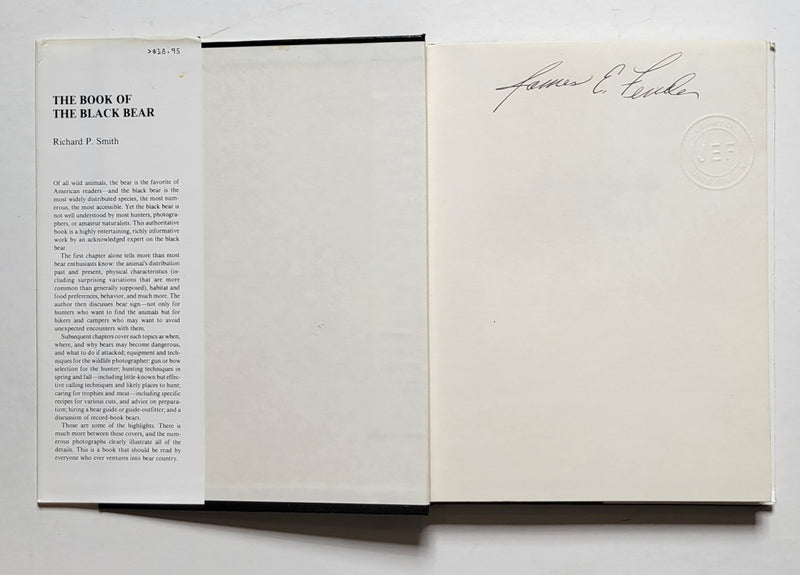 >$18.95
THE BOOK OF
THE BLACK BEAR
Richard P. Smith
Of all wild animals, the bear is the favorite of
American readers—and the black bear is the
most widely distributed species, the most num-
erous, the most accessible. Yet the black bear is
not well understood by most hunters, photogra-
phers, or amateur naturalists. This authoritative
book is a highly entertaining, richly informative
work by an acknowledged expert on the black
bear.
The first chapter alone tells more than most
bear enthusiasts know: the animal's distribution
past and present, physical characteristics (in-
cluding surprising variations that are more
common than generally supposed), habitat and
food preferences, behavior, and much more. The
author then discusses bear sign—not only for
hunters who want to find the animals but for
hikers and campers who may want to avoid
unexpected encounters with them.
Subsequent chapters cover such topics as when,
where, and why bears may become dangerous,
and what to do if attacked; equipment and tech-
niques for the wildlife photographer; gun or bow
selection for the hunter; hunting techniques in
spring and fall—including little-known but effec-
tive calling techniques and likely places to hunt;
caring for trophies and meat—including specific
recipes for various cuts, and advice on prepara-
tion; hiring a bear guide or guide-outfitter; and a
discussion of record-book bears.
Those are some of the highlights. There is
much more between these covers, and the num-
erous photographs clearly illustrate all of the
details. This is a book that should be read by
everyone who ever ventures into bear country.
James E. Fender
JEF